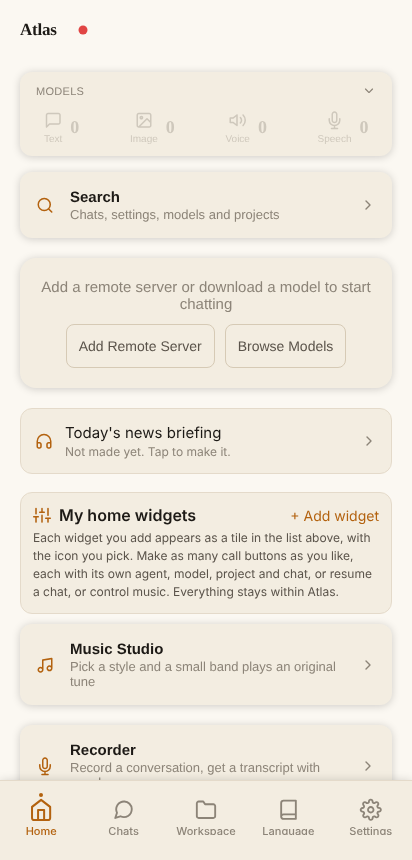 Atlas
MODELS
Text 0 Image 0 Voice 0 Speech 0
Search
Chats, settings, models and projects
Add a remote server or download a model to start
chatting
Add Remote Server Browse Models
Today's news briefing
Not made yet. Tap to make it.
My home widgets + Add widget
Each widget you add appears as a tile in the list above, with
the icon you pick. Make as many call buttons as you like,
each with its own agent, model, project and chat, or resume
a chat, or control music. Everything stays within Atlas.
Music Studio
Pick a style and a small band plays an original
tune
Recorder
Record a conversation, get a transcript with
Home Chats Workspace Language Settings